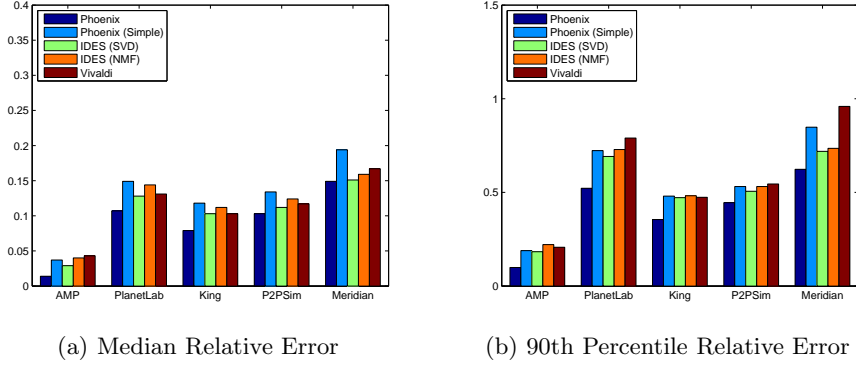 0.4
0.35
0.3
0.25
0.2
0.15
0.1
0.05
0
Phoenix
Phoenix (Simple)
IDES (SVD)
IDES (NMF)
Vivaldi
AMP PlanetLab King P2PSim Meridian
(a) Median Relative Error
1.5
1
0.5
0
Phoenix
Phoenix (Simple)
IDES (SVD)
IDES (NMF)
Vivaldi
AMP PlanetLab King P2PSim Meridian
(b) 90th Percentile Relative Error